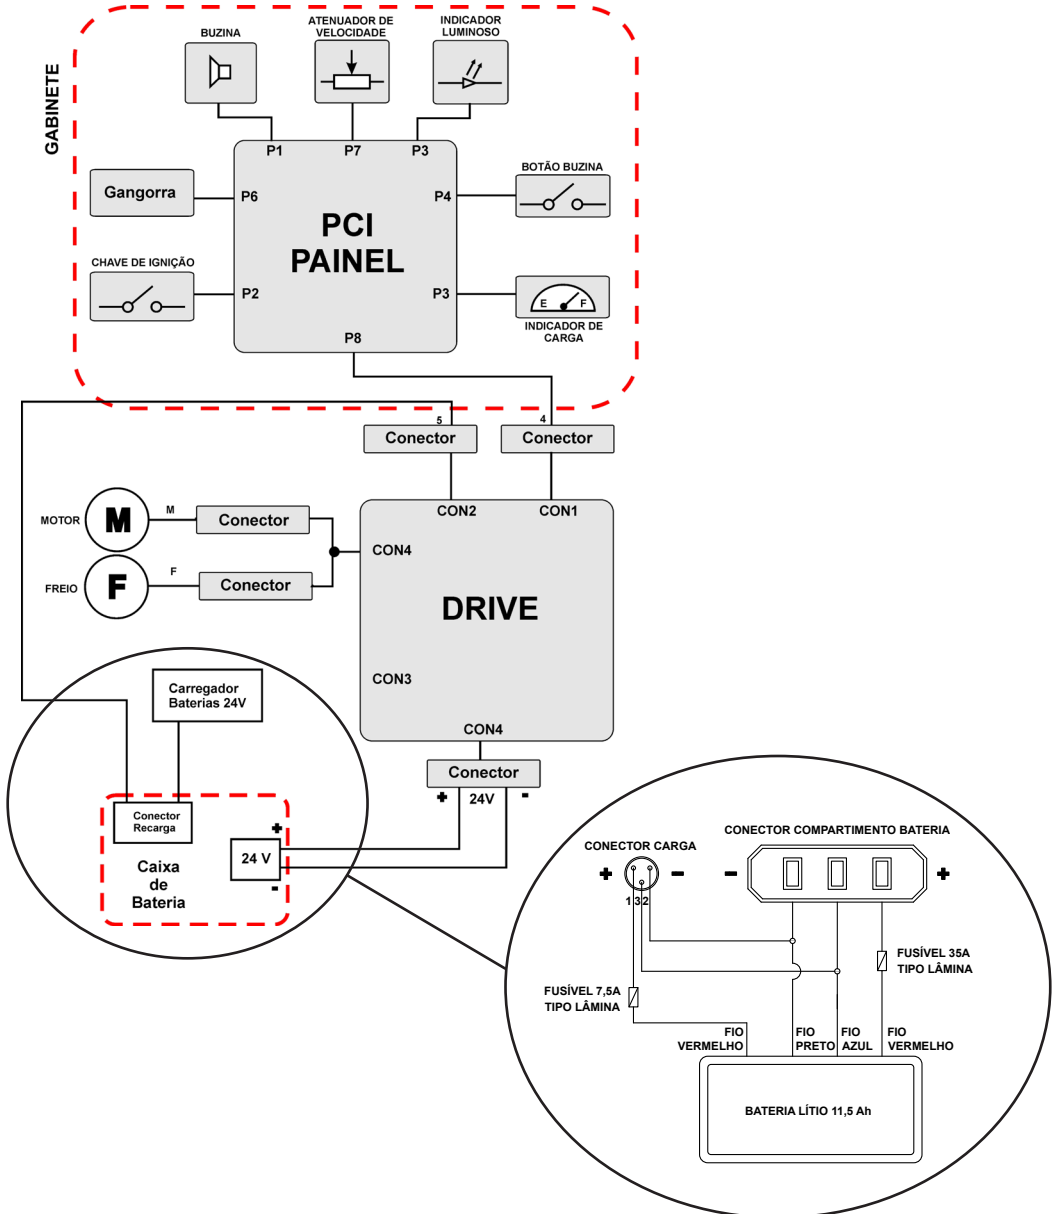 GABINETE
BUZINA
ATENUADOR DE
VELOCIDADE
INDICADOR
LUMINOSO
P1
P7
P3
Gangorra
P6
PCI
PAINEL
P4
BOTÃO BUZINA
CHAVE DE IGNIÇÃO
P2
P3
E
F
INDICADOR DE
CARGA
P8
5
Conector
4
Conector
CON2
CON1
MOTOR
M
M
Conector
CON4
FREIO
F
F
Conector
DRIVE
CON3
CON4
Conector
+
24V
-
Carregador
Baterias 24V
Conector
Recarga
+
24 V
-
Caixa
de
Bateria
CONECTOR CARGA
+
-
1 3 2
CONECTOR COMPARTIMENTO BATERIA
-
+
FUSÍVEL 35A
TIPO LÂMINA
FUSÍVEL 7,5A
TIPO LÂMINA
FIO
VERMELHO
FIO
PRETO
FIO
AZUL
FIO
VERMELHO
BATERIA LÍTIO 11,5 Ah